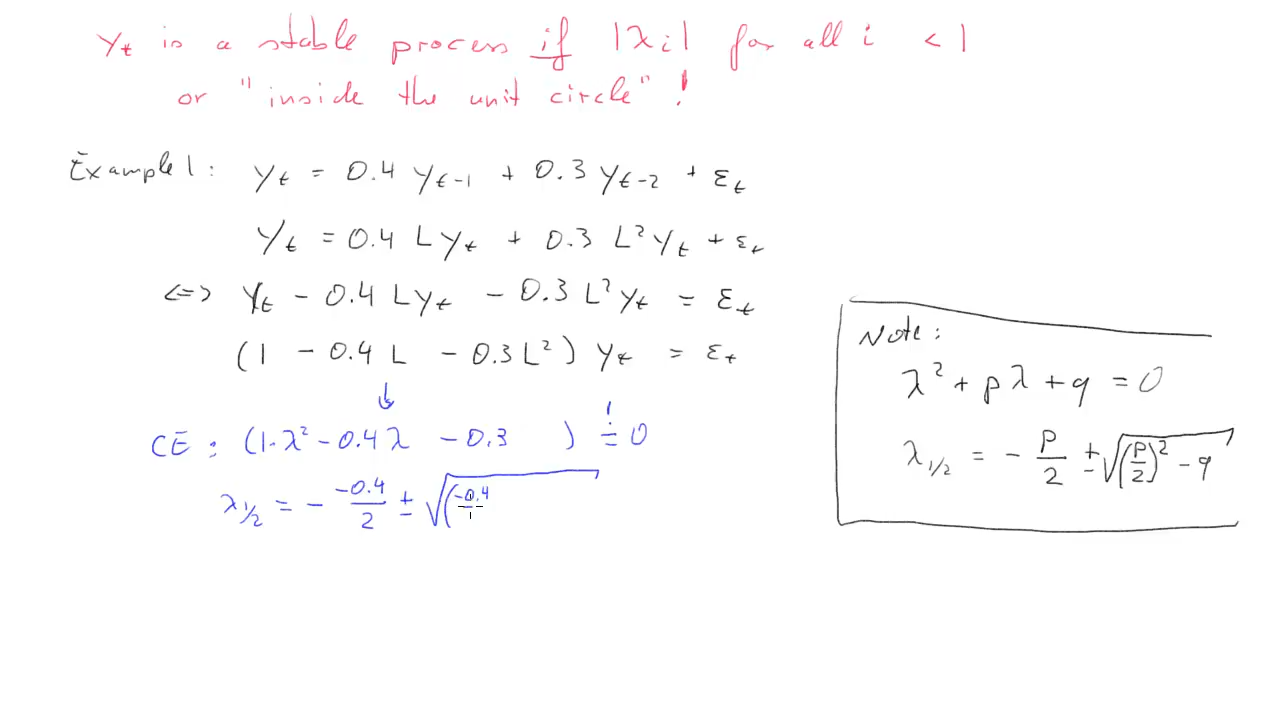 yₜ is a stable process if |λᵢ| for all i < 1
or "inside the unit circle" !
Example 1: yₜ = 0.4 yₜ₋₁ + 0.3 yₜ₋₂ + εₜ
yₜ = 0.4 L yₜ + 0.3 L² yₜ + εₜ
<=> yₜ - 0.4 L yₜ - 0.3 L² yₜ = εₜ
(1 - 0.4 L - 0.3 L²) yₜ = εₜ
↓
CE: (1·λ² - 0.4 λ - 0.3 ) =! 0
λ₁/₂ = - -0.4/2 ± √((-0.4
Note:
λ² + pλ + q = 0
λ₁/₂ = - p/2 ± √((p/2)² - q)